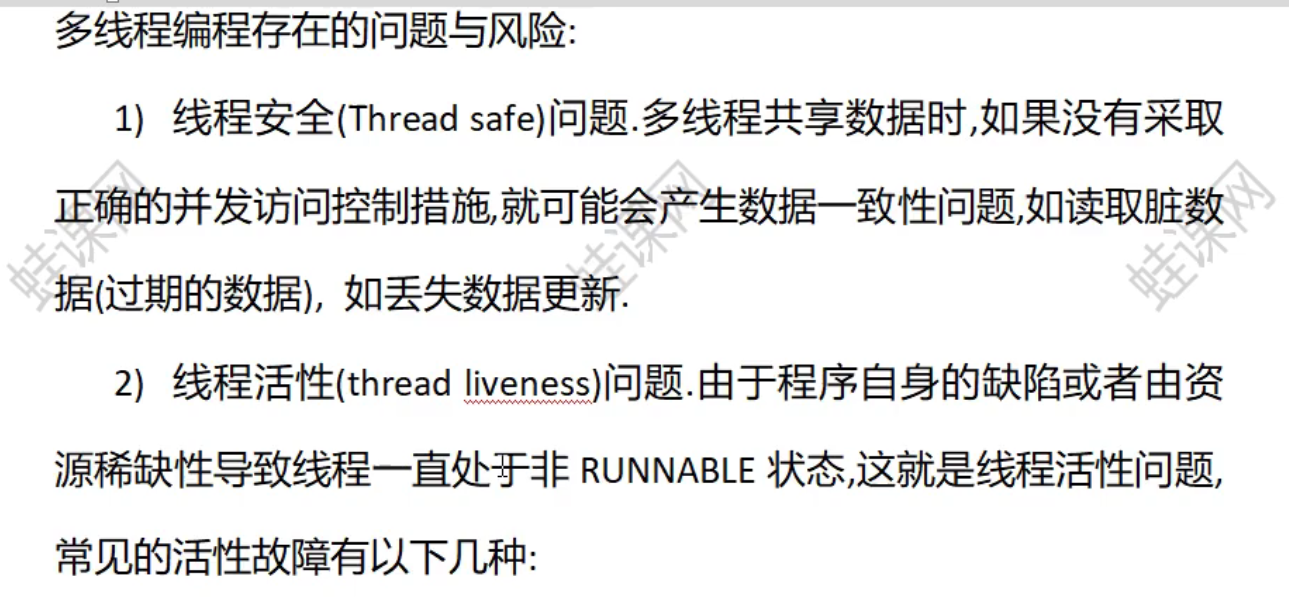 多线程编程存在的问题与风险:
1) 线程安全(Thread safe)问题.多线程共享数据时,如果没有采取
正确的并发访问控制措施,就可能会产生数据一致性问题,如读取脏数
据(过期的数据), 如丢失数据更新.
2) 线程活性(thread liveness)问题.由于程序自身的缺陷或者由资
源稀缺性导致线程一直处于非 RUNNABLE 状态,这就是线程活性问题,
常见的活性故障有以下几种:
蛙课网
蛙课网
蛙课网